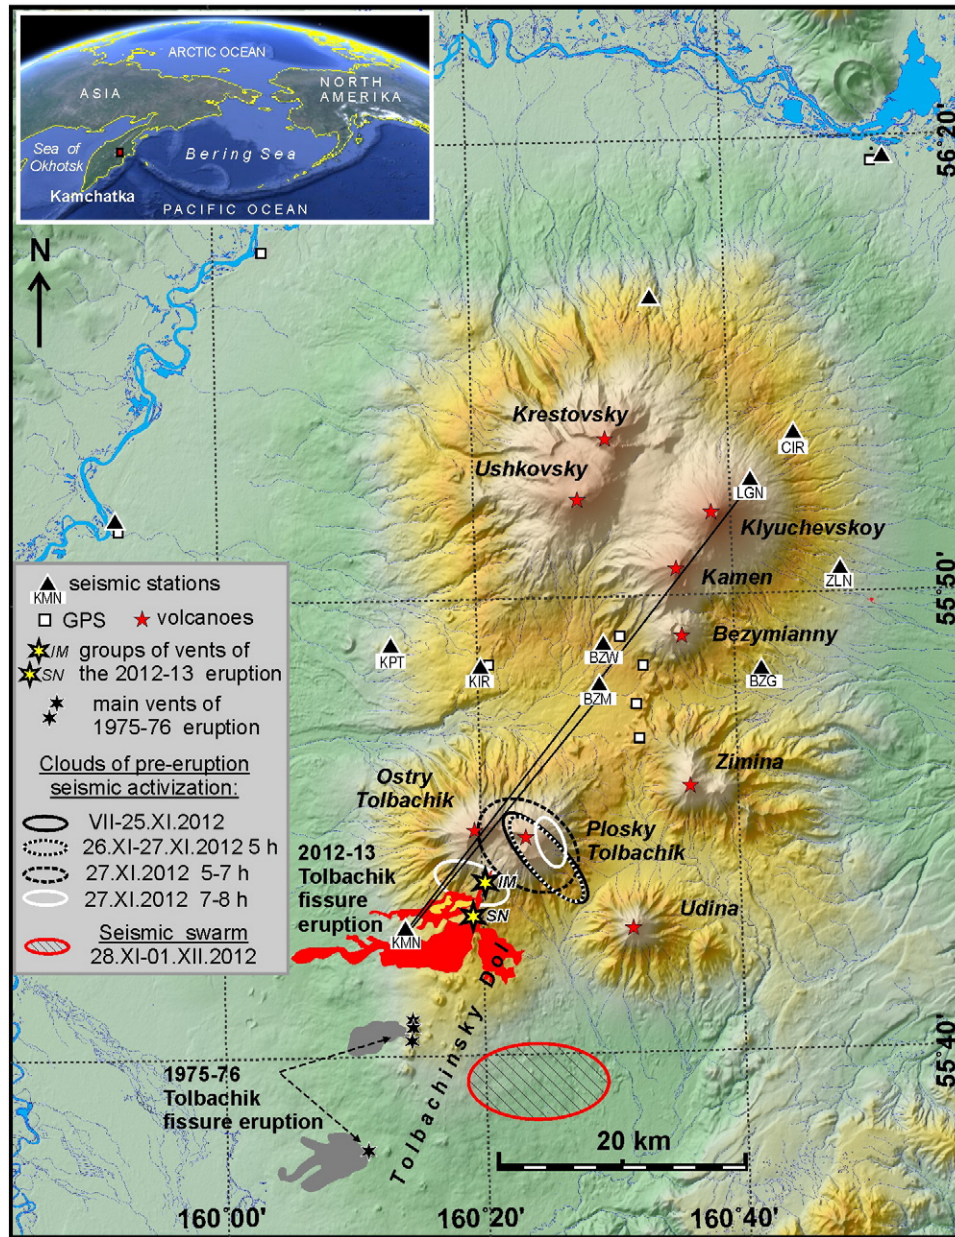 ARCTIC OCEAN
ASIA
NORTH
AMERIKA
Sea of
Okhotsk
Bering Sea
Kamchatka
PACIFIC OCEAN
N
56°20'
Krestovsky
Ushkovsky
CIR
LGN
Klyuchevskoy
Kamen
ZLN
55°50'
Bezymianny
KPT
KIR
BZW
BZM
BZG
KMN
seismic stations
GPS
volcanoes
IM
groups of vents of
SN
the 2012-13 eruption
main vents of
1975-76 eruption
Clouds of pre-eruption
seismic activization:
VII-25.XI.2012
26.XI-27.XI.2012 5 h
27.XI.2012 5-7 h
27.XI.2012 7-8 h
Seismic swarm
28.XI-01.XII.2012
Zimina
Ostry
Tolbachik
Plosky
Tolbachik
2012-13
Tolbachik
fissure
eruption
IM
SN
KMN
Udina
Tolbachinsky Dol
55°40'
1975-76
Tolbachik
fissure eruption
20 km
160°00'
160°20'
160°40'